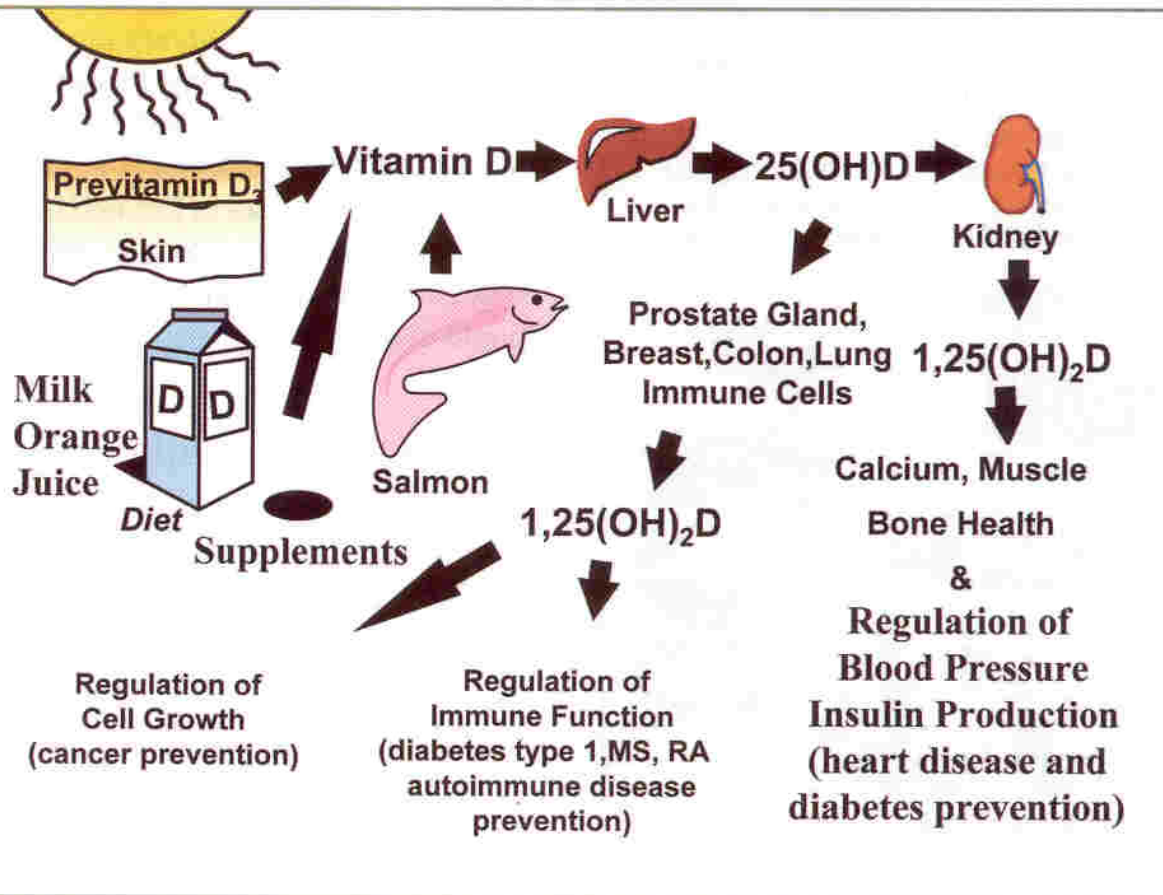 Previtamin D3
Skin
Vitamin D
Liver
25(OH)D
Kidney
Milk
Orange
Juice
D D
Diet
Supplements
Salmon
Prostate Gland,
Breast,Colon,Lung
Immune Cells
1,25(OH)2D
1,25(OH)2D
Calcium, Muscle
Bone Health
&
Regulation of
Blood Pressure
Insulin Production
(heart disease and
diabetes prevention)
Regulation of
Cell Growth
(cancer prevention)
Regulation of
Immune Function
(diabetes type 1,MS, RA
autoimmune disease
prevention)